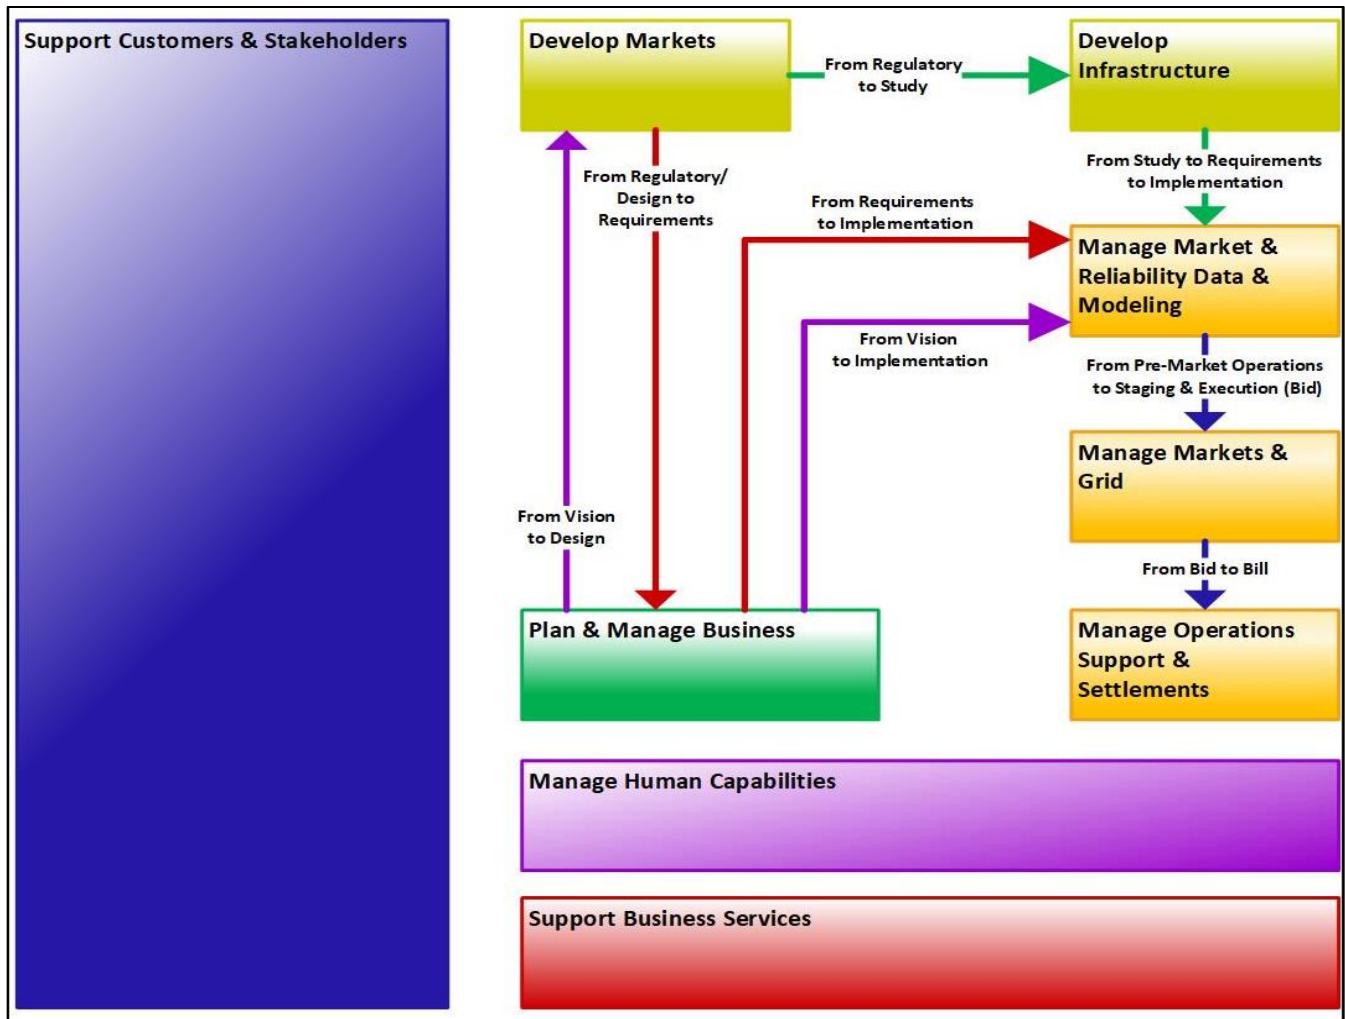 Support Customers & Stakeholders
Develop Markets
From Regulatory
to Study
Develop
Infrastructure
From Regulatory/
Design to
Requirements
From Study to Requirements
to Implementation
From Requirements
to Implementation
Manage Market &
Reliability Data &
Modeling
From Vision
to Implementation
From Pre-Market Operations
to Staging & Execution (Bid)
Manage Markets &
Grid
From Vision
to Design
From Bid to Bill
Plan & Manage Business
Manage Operations
Support &
Settlements
Manage Human Capabilities
Support Business Services